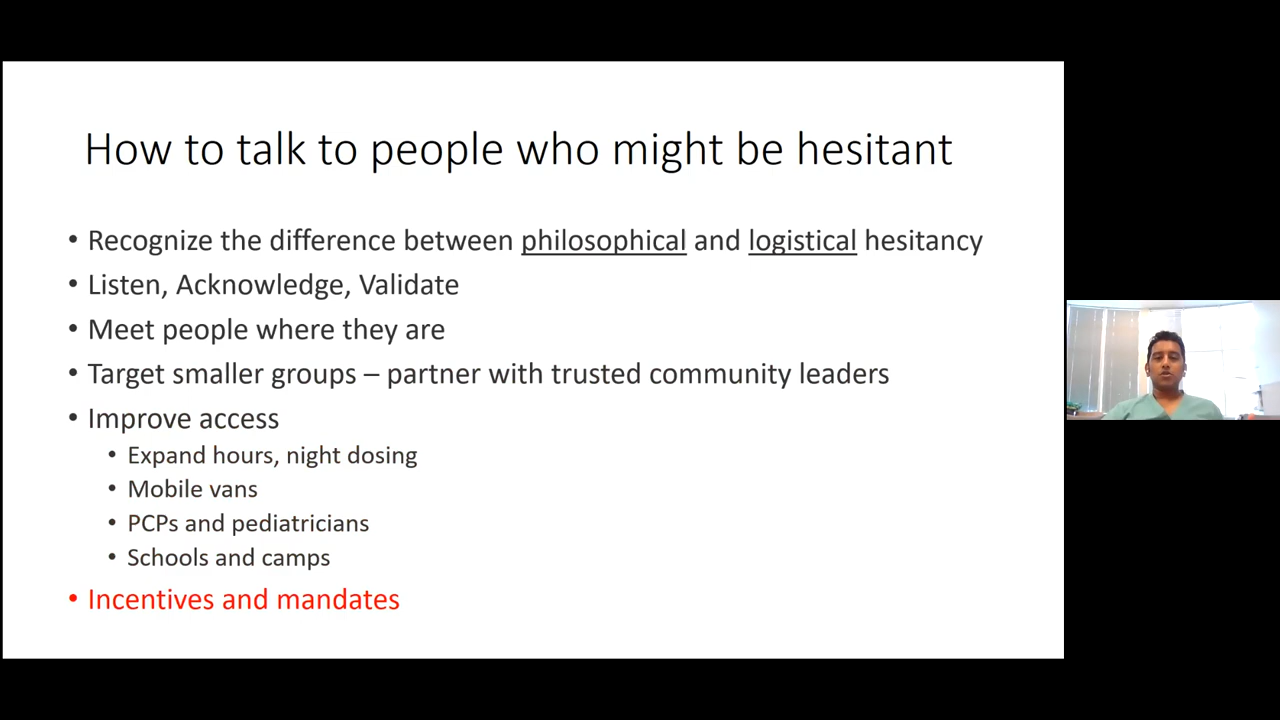 How to talk to people who might be hesitant
• Recognize the difference between philosophical and logistical hesitancy
• Listen, Acknowledge, Validate
• Meet people where they are
• Target smaller groups – partner with trusted community leaders
• Improve access
• Expand hours, night dosing
• Mobile vans
• PCPs and pediatricians
• Schools and camps
• Incentives and mandates